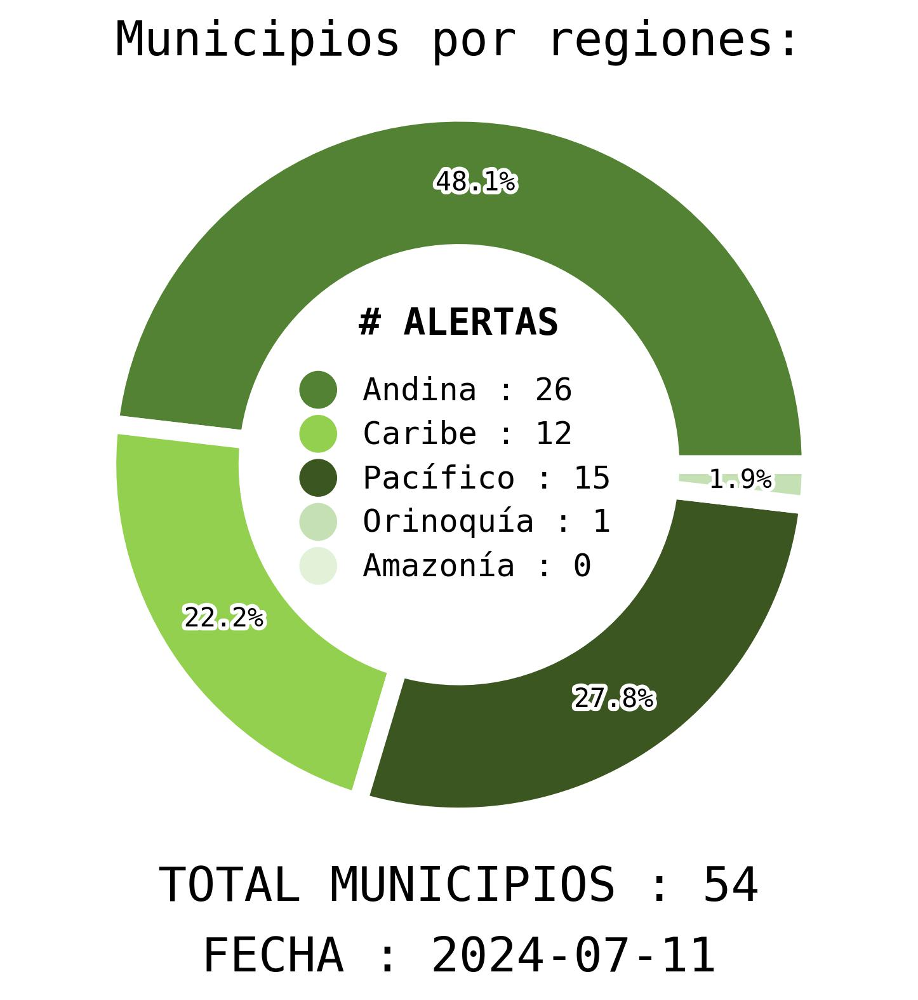 Municipios por regiones:
48.1%
# ALERTAS
Andina : 26
Caribe : 12
Pacífico : 15
Orinoquía : 1
Amazonía : 0
1.9%
22.2%
27.8%
TOTAL MUNICIPIOS : 54
FECHA : 2024-07-11